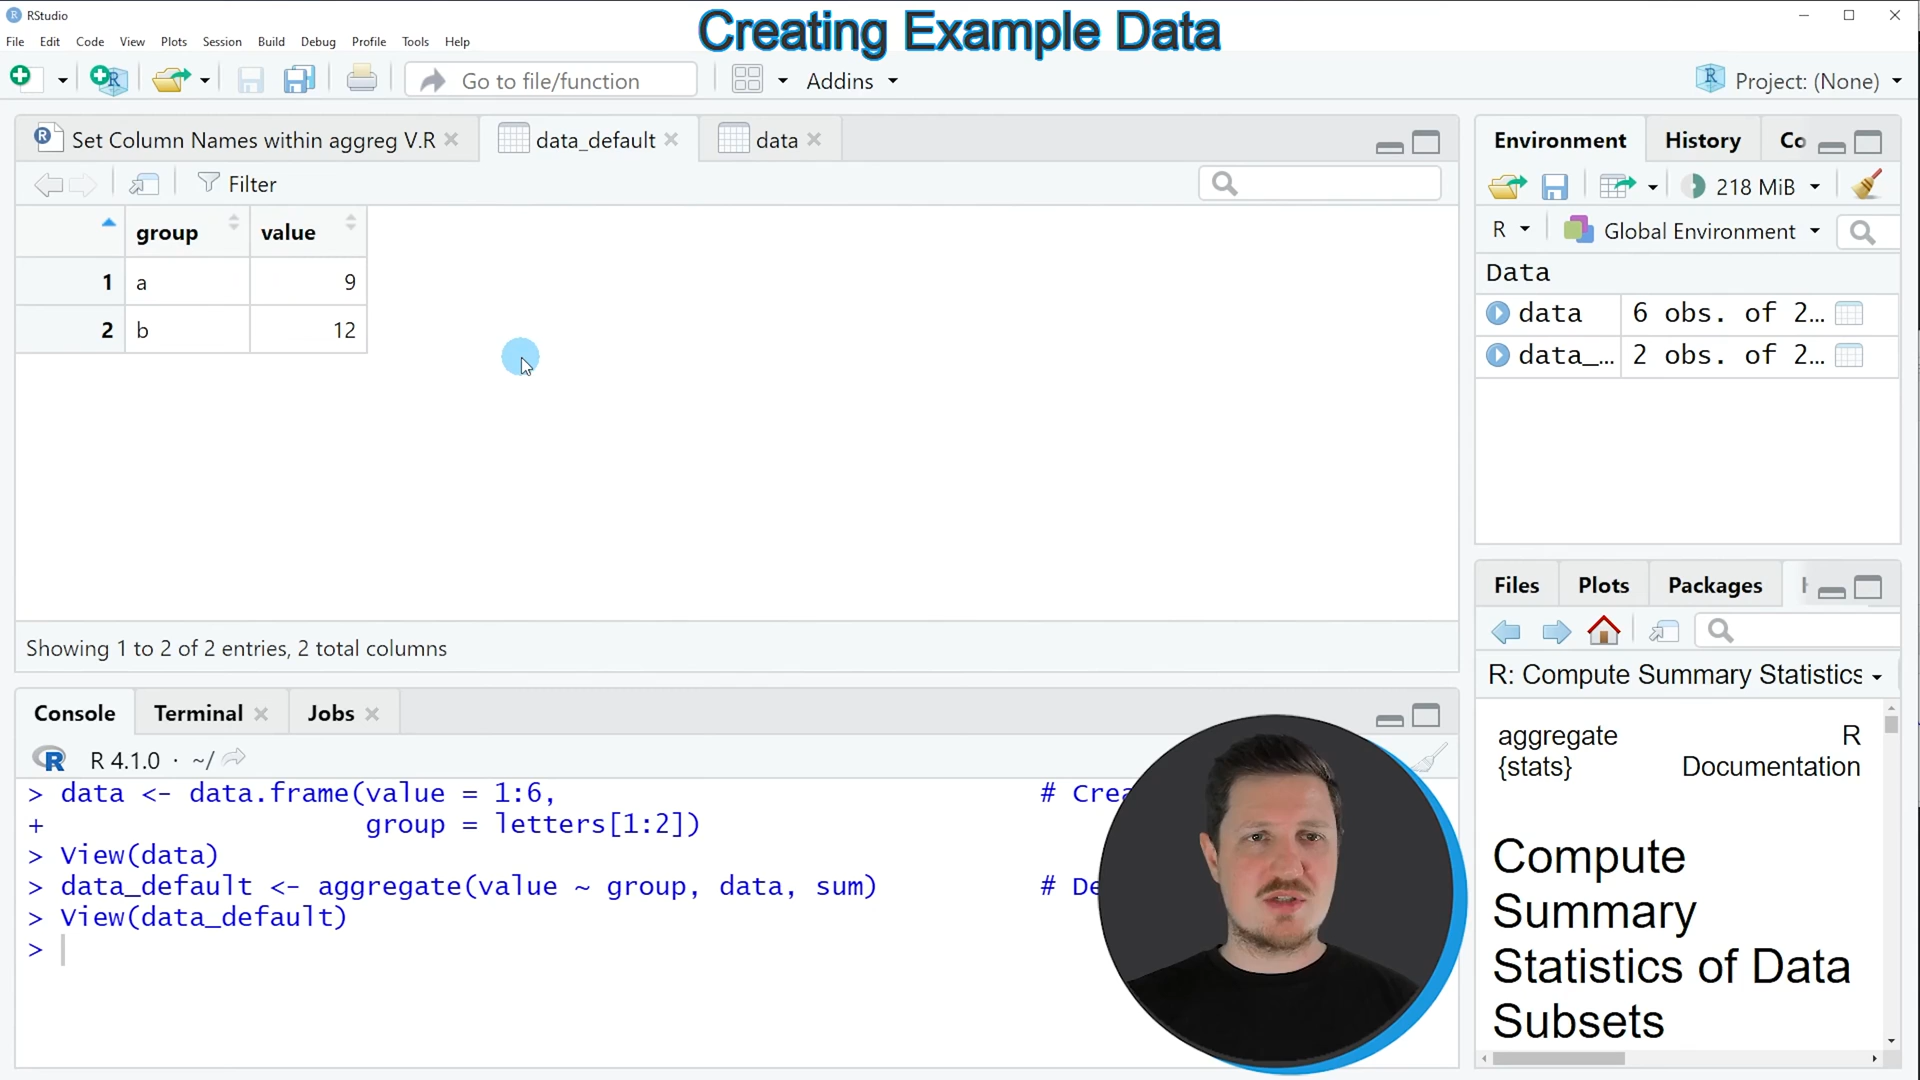 RStudio
Creating Example Data
File Edit Code View Plots Session Build Debug Profile Tools Help
Go to file/function
Addins
Project: (None)
Set Column Names within aggreg V.R
data_default
data
Filter
group value
1 a 9
2 b 12
Showing 1 to 2 of 2 entries, 2 total columns
Environment History Co
218 MiB
R Global Environment
Data
data 6 obs. of 2…
data_… 2 obs. of 2…
Console Terminal Jobs
R 4.1.0 · ~/
> data <- data.frame(value = 1:6, # Crea
+ group = letters[1:2])
> View(data)
> data_default <- aggregate(value ~ group, data, sum) # De
> View(data_default)
>
Files Plots Packages
R: Compute Summary Statistics
aggregate R
{stats} Documentation
Compute
Summary
Statistics of Data
Subsets